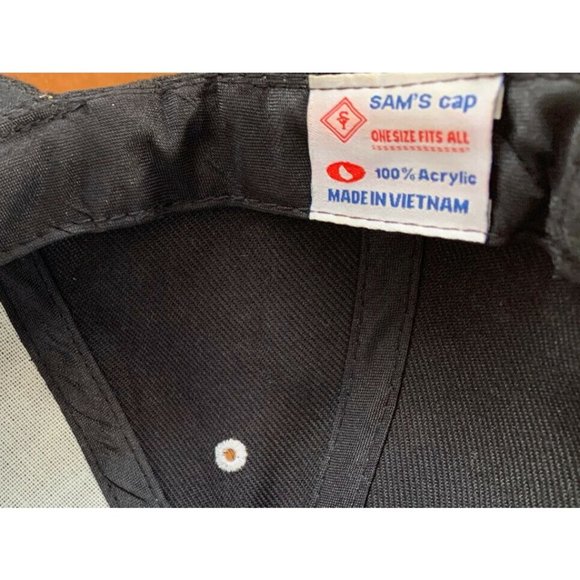 SAM'S cap
ONE SIZE FITS ALL
100% Acrylic
MADE IN VIETNAM